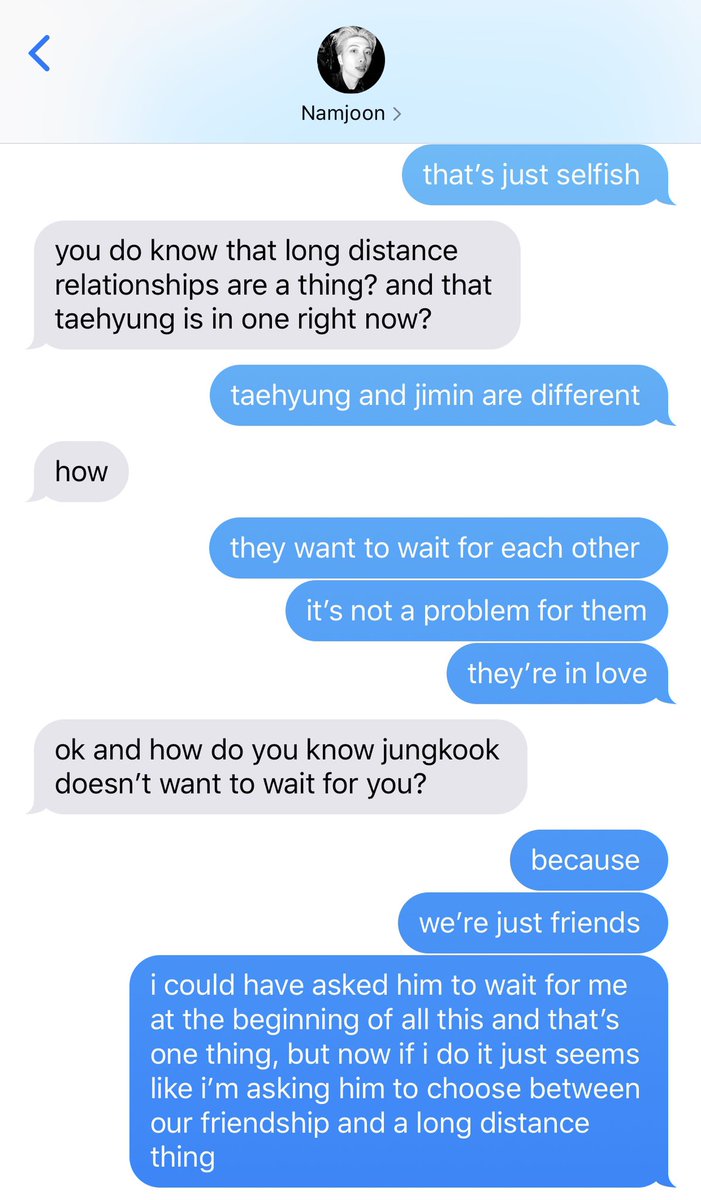 Namjoon
that’s just selfish
you do know that long distance
relationships are a thing? and that
taehyung is in one right now?
taehyung and jimin are different
how
they want to wait for each other
it’s not a problem for them
they’re in love
ok and how do you know jungkook
doesn’t want to wait for you?
because
we’re just friends
i could have asked him to wait for me
at the beginning of all this and that’s
one thing, but now if i do it just seems
like i’m asking him to choose between
our friendship and a long distance
thing